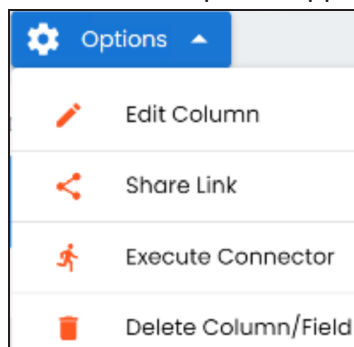 Options
Edit Column
Share Link
Execute Connector
Delete Column/Field